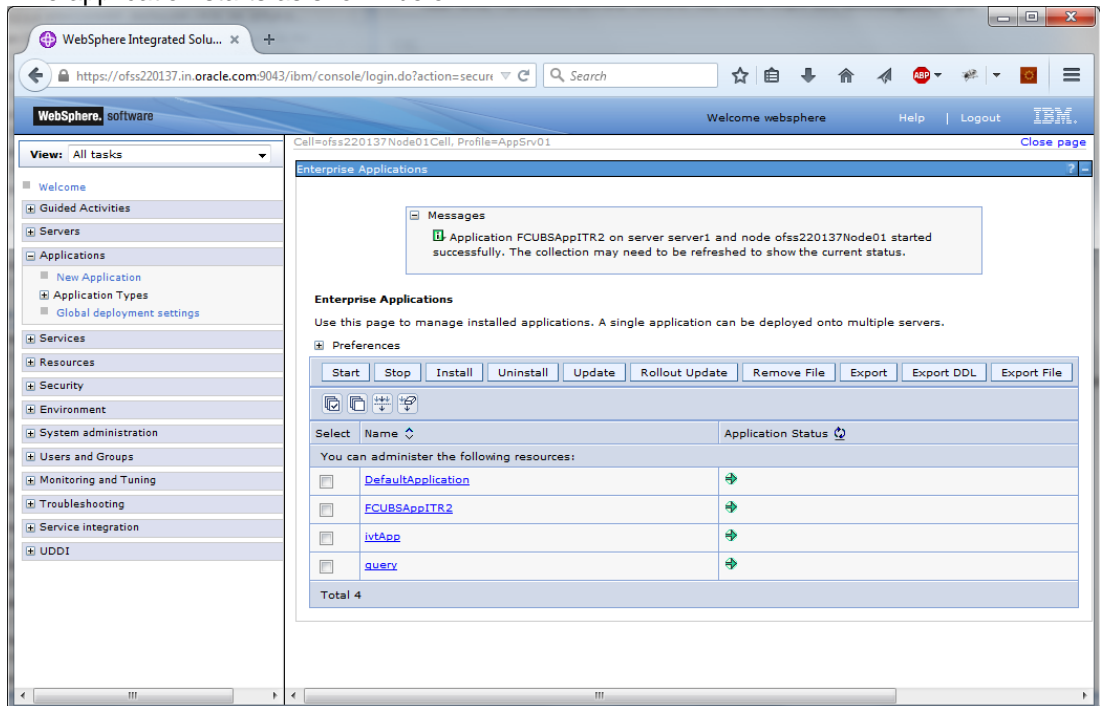 WebSphere Integrated Solu... × +
https://ofss220137.in.oracle.com:9043/ibm/console/login.do?action=secure
Search
ABP
WebSphere. software
Welcome websphere
Help | Logout
IBM.
View: All tasks
Welcome
Guided Activities
Servers
Applications
New Application
Application Types
Global deployment settings
Services
Resources
Security
Environment
System administration
Users and Groups
Monitoring and Tuning
Troubleshooting
Service integration
UDDI
Cell=ofss220137Node01Cell, Profile=AppSrv01
Close page
Enterprise Applications
? -
Messages
Application FCUBSAppITR2 on server server1 and node ofss220137Node01 started
successfully. The collection may need to be refreshed to show the current status.
Enterprise Applications
Use this page to manage installed applications. A single application can be deployed onto multiple servers.
Preferences
Start Stop Install Uninstall Update Rollout Update Remove File Export Export DDL Export File
Select Name Application Status
You can administer the following resources:
DefaultApplication
FCUBSAppITR2
ivtApp
query
Total 4